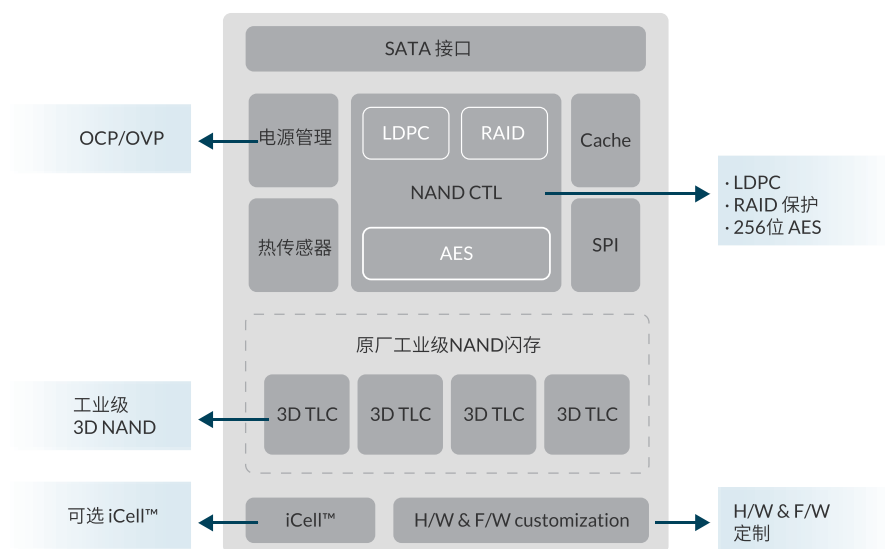 SATA 接口
OCP/OVP
电源管理
LDPC
RAID
Cache
NAND CTL
· LDPC
· RAID 保护
· 256位 AES
热传感器
AES
SPI
原厂工业级NAND闪存
工业级
3D NAND
3D TLC
3D TLC
3D TLC
3D TLC
可选 iCell™
iCell™
H/W & F/W customization
H/W & F/W
定制